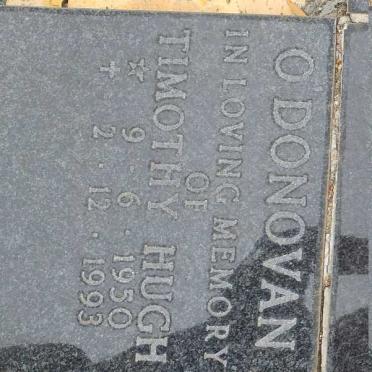 O DONOVAN
IN LOVING MEMORY
OF
TIMOTHY HUGH
☆ 9 · 6 · 1950
✝ 2 · 12 · 1993